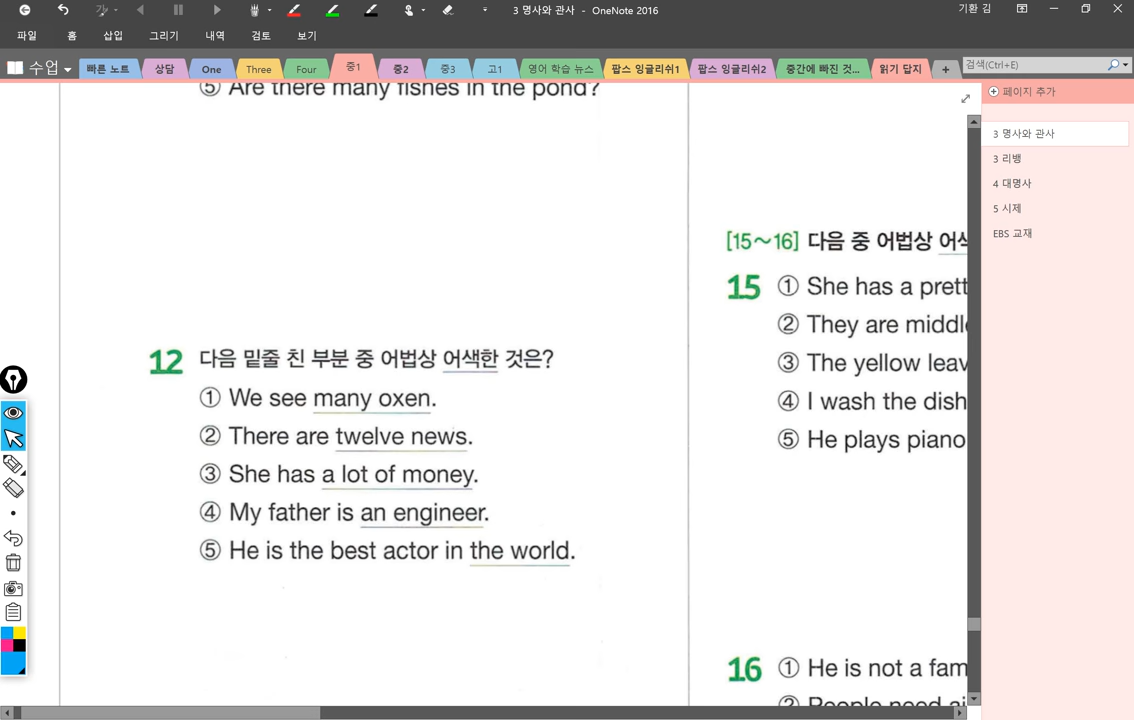 3 명사와 관사 - OneNote 2016
기환 김
파일 홈 삽입 그리기 내역 검토 보기
수업
빠른 노트 상담 One Three Four 중1 중2 중3 고1 영어 학습 뉴스 팝스 잉글리쉬1 팝스 잉글리쉬2 중간에 빠진 것... 읽기 답지 +
검색(Ctrl+E)
페이지 추가
3 명사와 관사
3 리뱅
4 대명사
5 시제
EBS 교재
⑤ Are there many fishes in the pond?
12 다음 밑줄 친 부분 중 어법상 어색한 것은?
① We see many oxen.
② There are twelve news.
③ She has a lot of money.
④ My father is an engineer.
⑤ He is the best actor in the world.
[15~16] 다음 중 어법상
15 ① She has a prett
② They are middl
③ The yellow leav
④ I wash the dish
⑤ He plays piano
16 ① He is not a fam
② People need ai